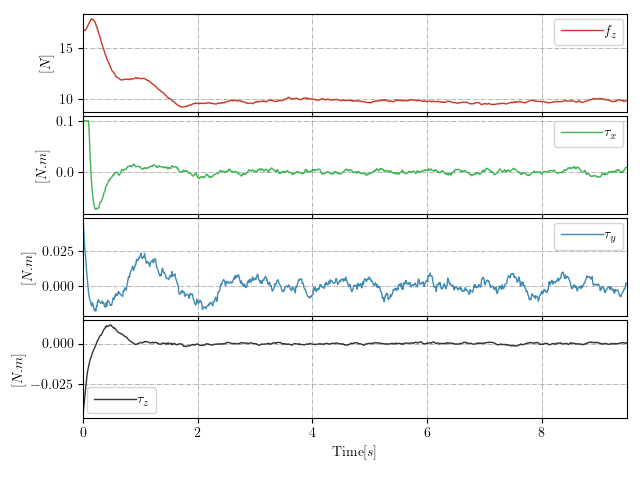 15
10
[N]
f_z
0.1
0.0
[N.m]
τ_x
0.025
0.000
[N.m]
τ_y
0.000
−0.025
[N.m]
τ_z
0 2 4 6 8
Time[s]